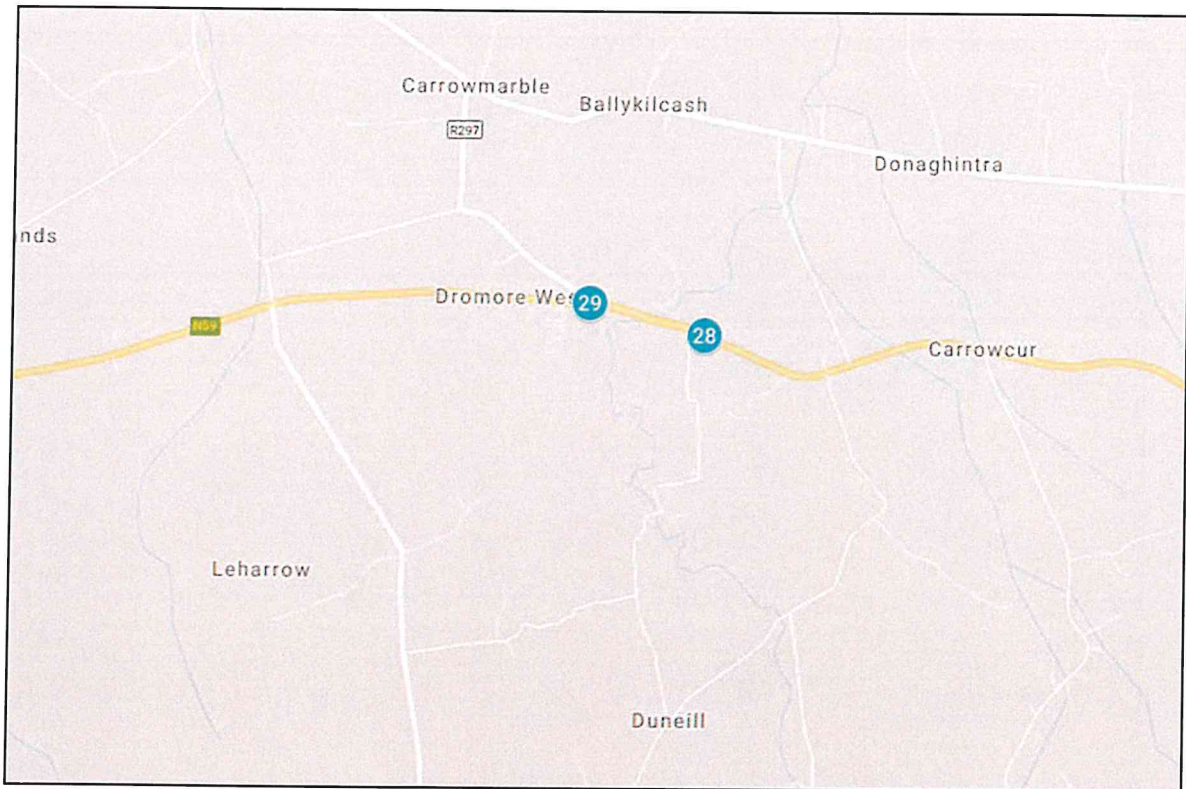 Carrowmarble
Ballykilcash
R297
Donaghintra
nds
Dromore Wes
29
N59
28
Carrowcur
Leharrow
Duneill